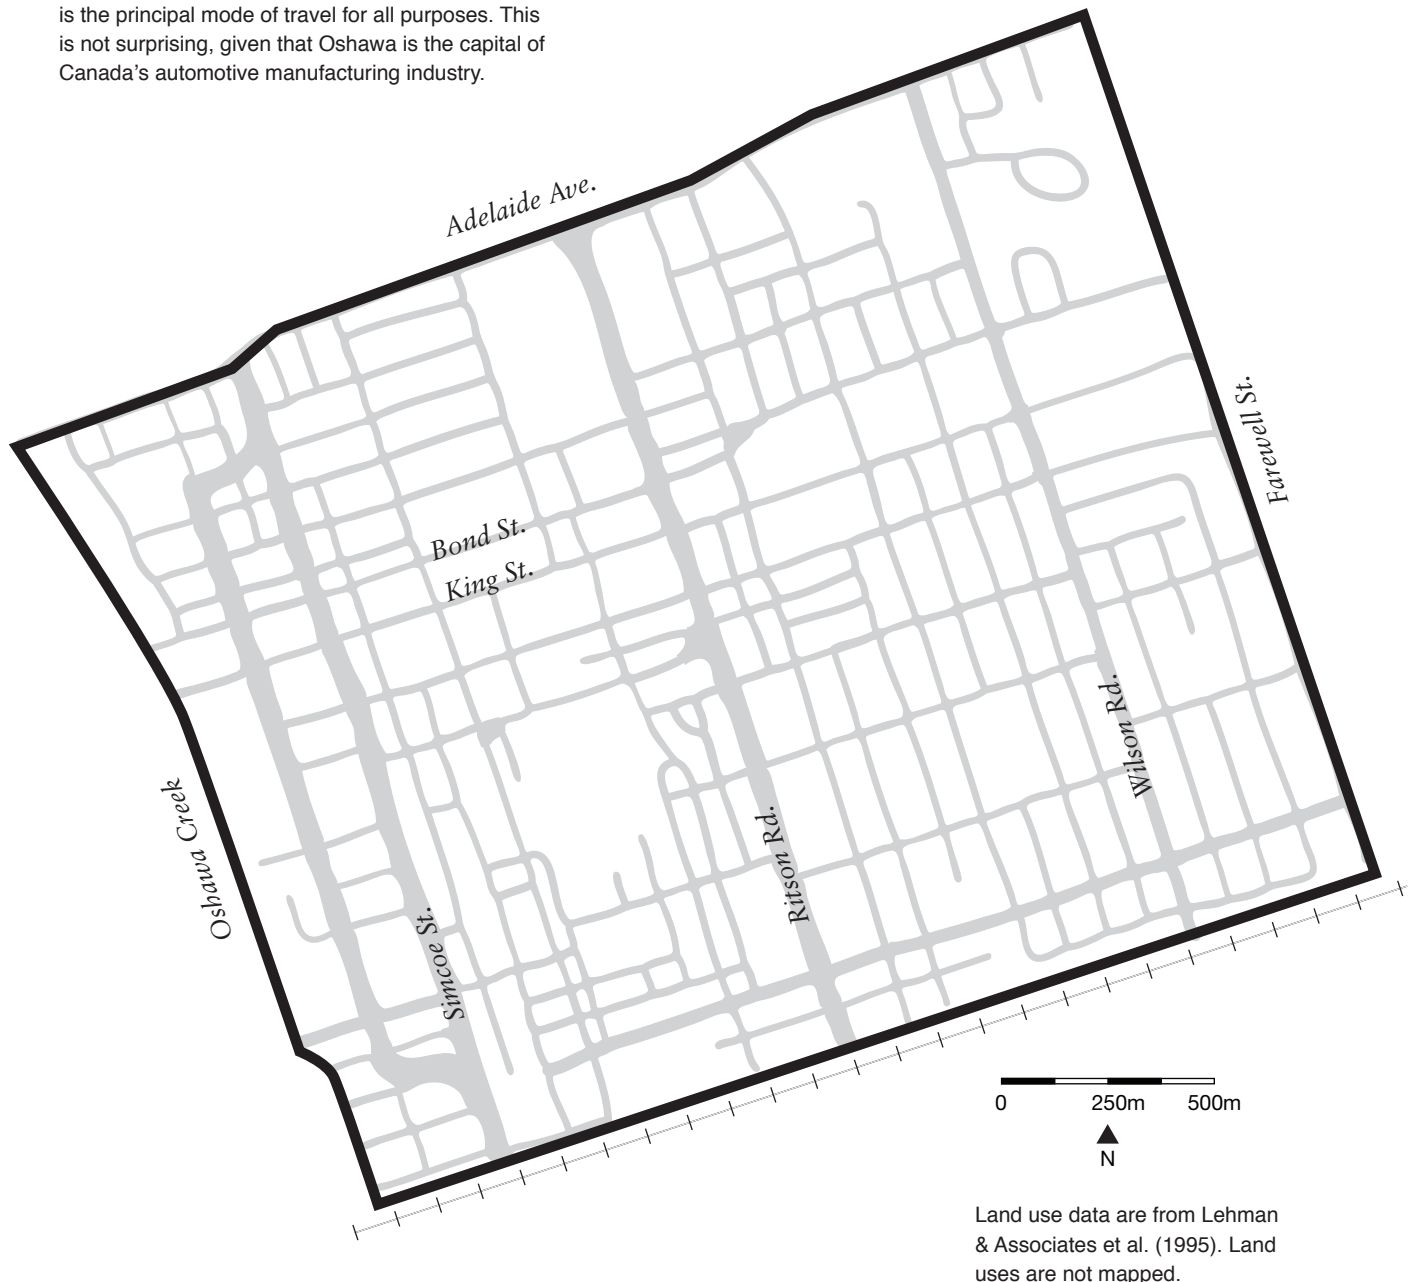 is the principal mode of travel for all purposes. This
is not surprising, given that Oshawa is the capital of
Canada’s automotive manufacturing industry.
Adelaide Ave.
Farewell St.
Bond St.
King St.
Wilson Rd.
Oshawa Creek
Ritson Rd.
Simcoe St.
0 250m 500m
N
Land use data are from Lehman
& Associates et al. (1995). Land
uses are not mapped.